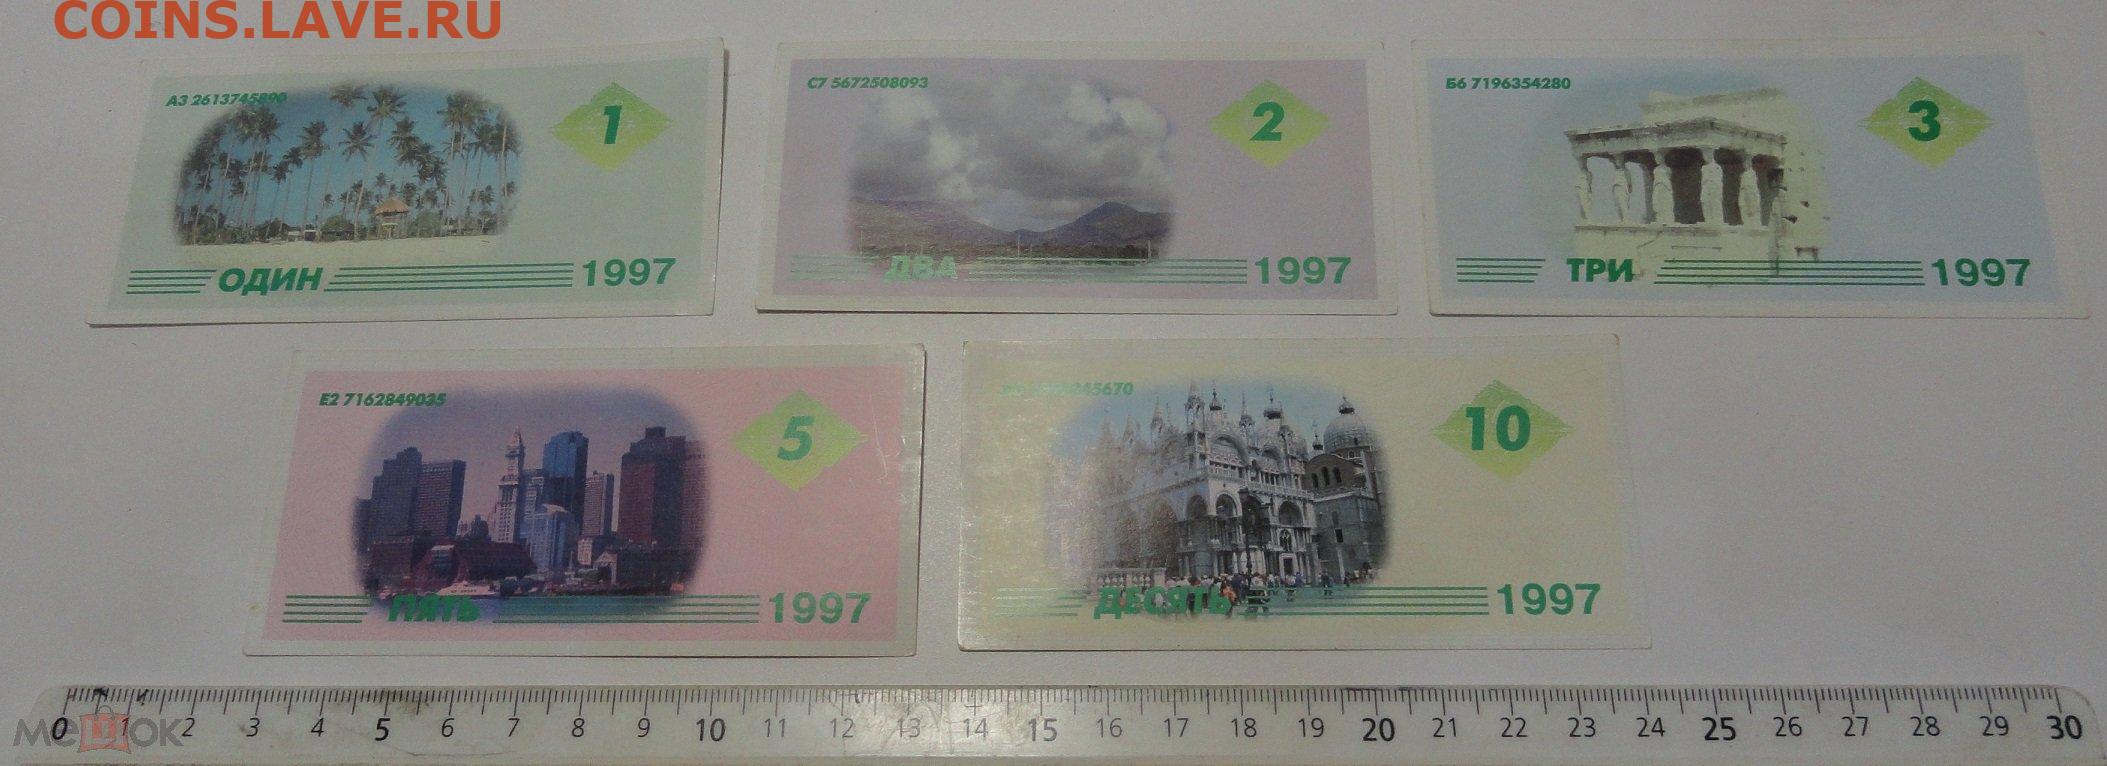 COINS.LAVE.RU
А3 2613745890
1
ОДИН 1997
С7 5672508093
2
ДВА 1997
Б6 7196354280
3
ТРИ 1997
Е2 7162849035
5
ПЯТЬ 1997
10
ДЕСЯТЬ 1997
0 1 2 3 4 5 6 7 8 9 10 11 12 13 14 15 16 17 18 19 20 21 22 23 24 25 26 27 28 29 30
мешок